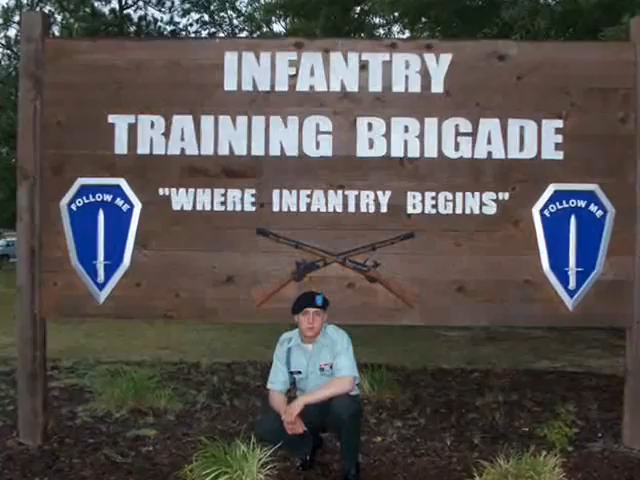 INFANTRY
TRAINING BRIGADE
"WHERE INFANTRY BEGINS"
FOLLOW ME
FOLLOW ME